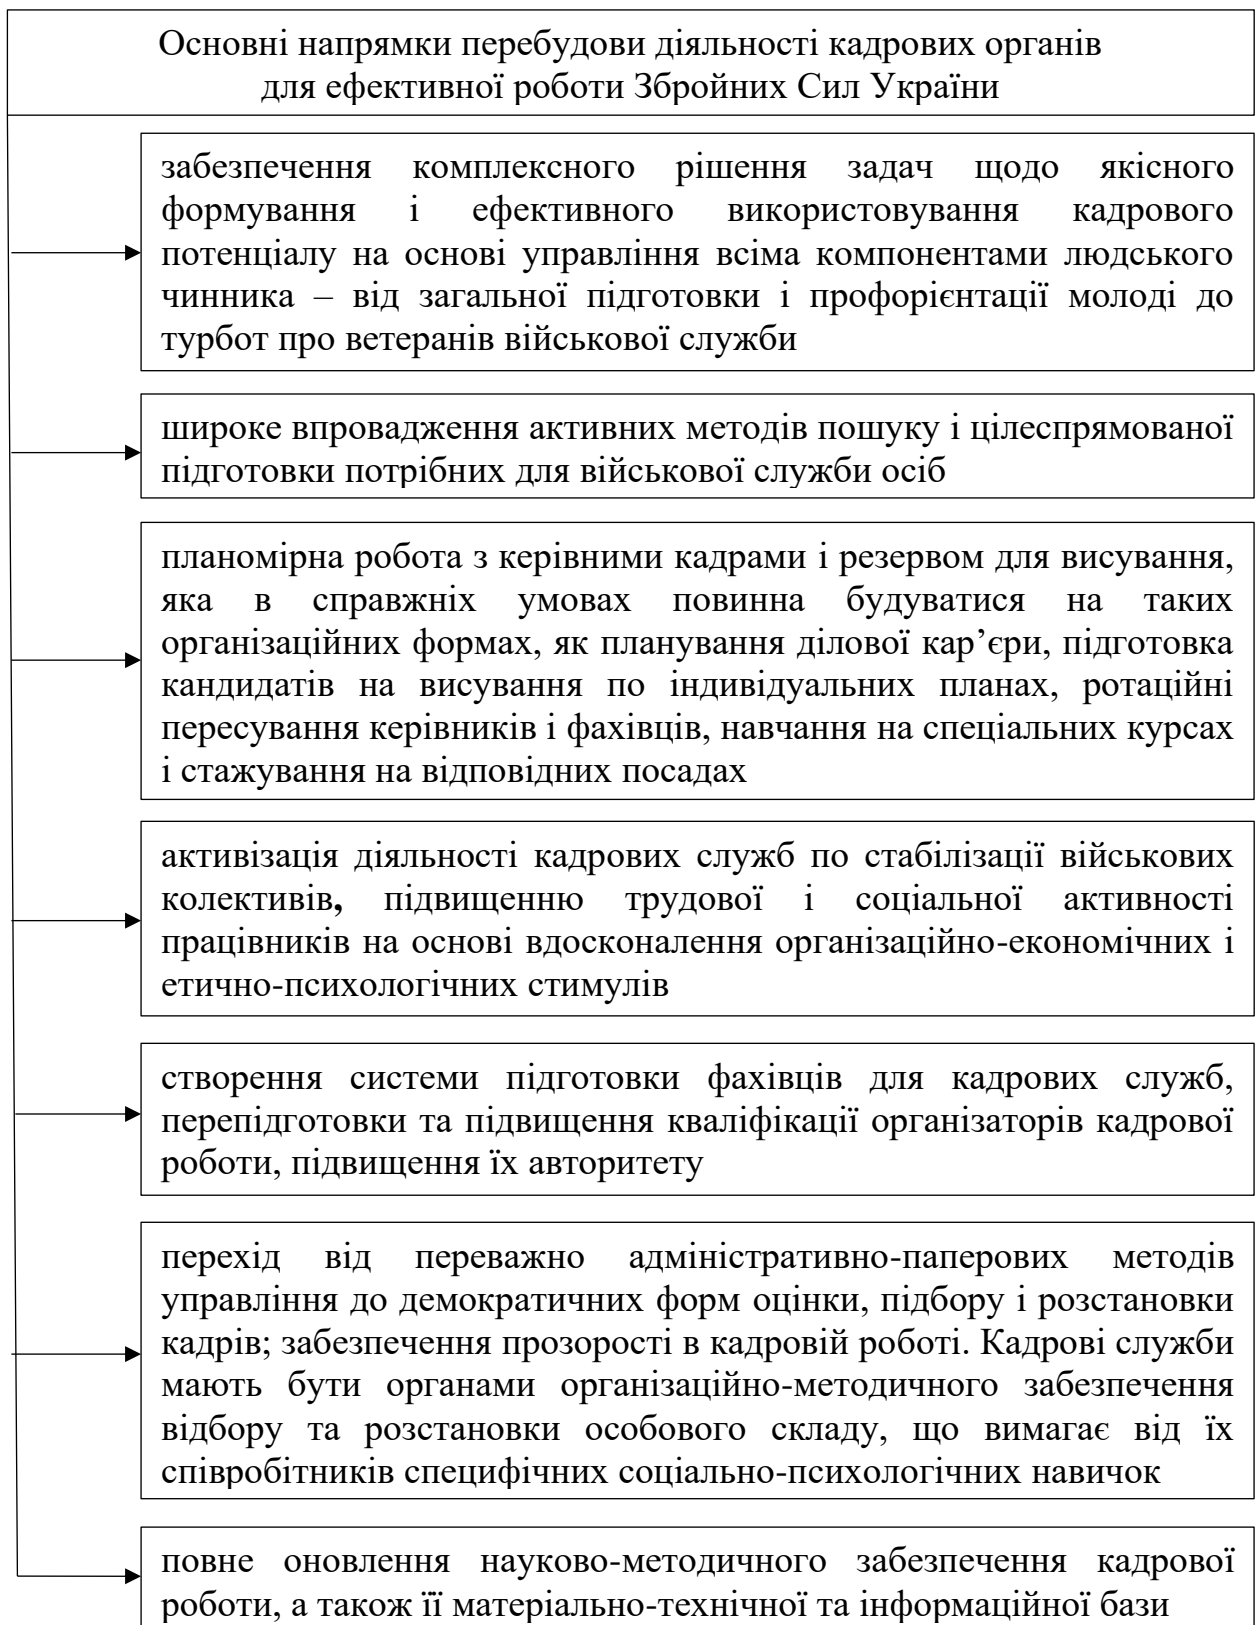 Основні напрямки перебудови діяльності кадрових органів
для ефективної роботи Збройних Сил України
забезпечення комплексного рішення задач щодо якісного
формування і ефективного використовування кадрового
потенціалу на основі управління всіма компонентами людського
чинника – від загальної підготовки і профорієнтації молоді до
турбот про ветеранів військової служби
широке впровадження активних методів пошуку і цілеспрямованої
підготовки потрібних для військової служби осіб
планомірна робота з керівними кадрами і резервом для висування,
яка в справжніх умовах повинна будуватися на таких
організаційних формах, як планування ділової кар’єри, підготовка
кандидатів на висування по індивідуальних планах, ротаційні
пересування керівників і фахівців, навчання на спеціальних курсах
і стажування на відповідних посадах
активізація діяльності кадрових служб по стабілізації військових
колективів, підвищенню трудової і соціальної активності
працівників на основі вдосконалення організаційно-економічних і
етично-психологічних стимулів
створення системи підготовки фахівців для кадрових служб,
перепідготовки та підвищення кваліфікації організаторів кадрової
роботи, підвищення їх авторитету
перехід від переважно адміністративно-паперових методів
управління до демократичних форм оцінки, підбору і розстановки
кадрів; забезпечення прозорості в кадровій роботі. Кадрові служби
мають бути органами організаційно-методичного забезпечення
відбору та розстановки особового складу, що вимагає від їх
співробітників специфічних соціально-психологічних навичок
повне оновлення науково-методичного забезпечення кадрової
роботи, а також її матеріально-технічної та інформаційної бази